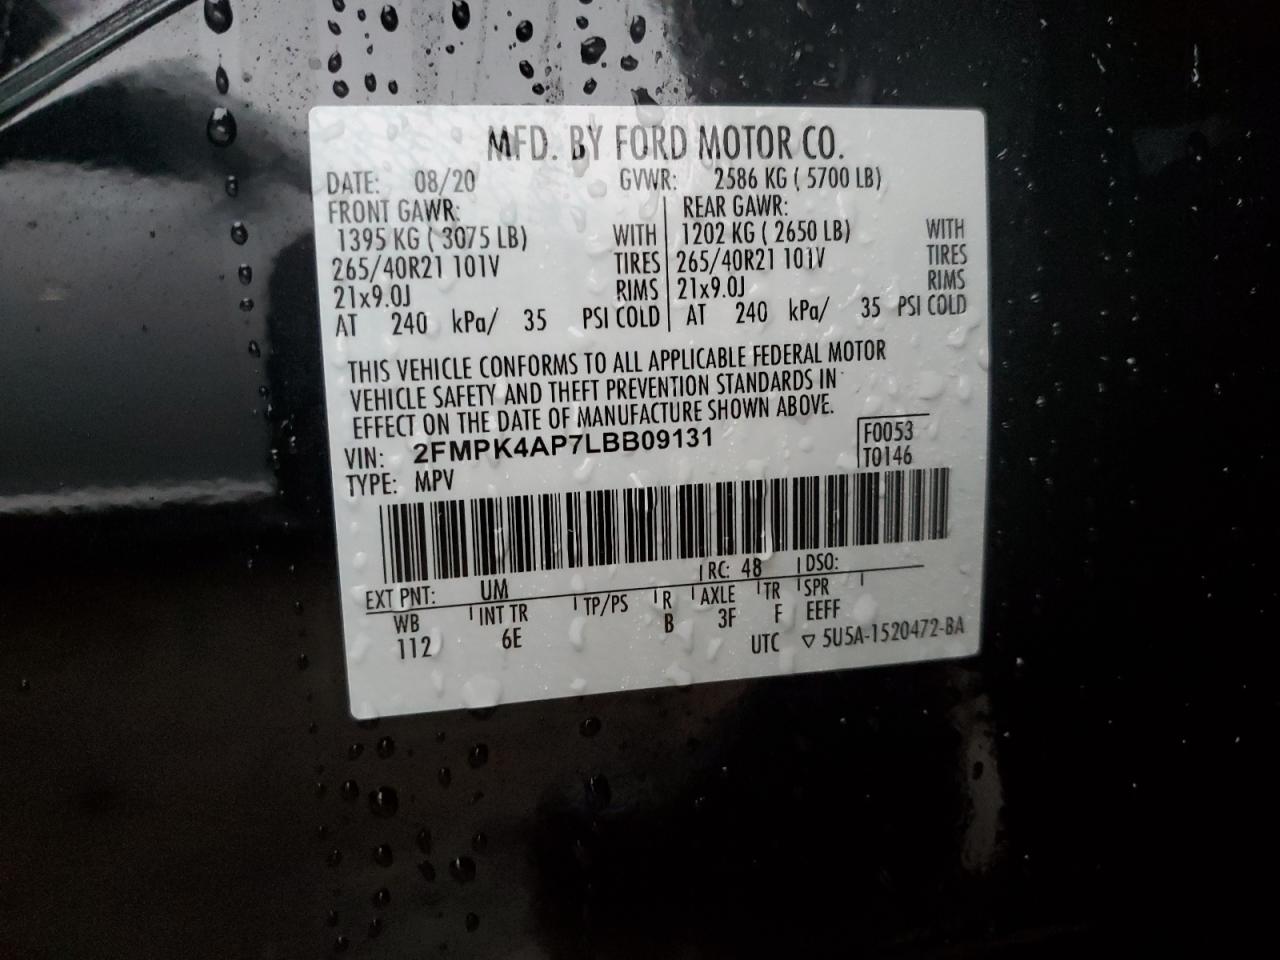 MFD. BY FORD MOTOR CO.
DATE: 08/20 GVWR: 2586 KG ( 5700 LB)
FRONT GAWR: REAR GAWR:
1395 KG ( 3075 LB) WITH 1202 KG ( 2650 LB) WITH
265/40R21 101V TIRES 265/40R21 101V TIRES
21x9.0J RIMS 21x9.0J RIMS
AT 240 kPa/ 35 PSI COLD AT 240 kPa/ 35 PSI COLD
THIS VEHICLE CONFORMS TO ALL APPLICABLE FEDERAL MOTOR
VEHICLE SAFETY AND THEFT PREVENTION STANDARDS IN
EFFECT ON THE DATE OF MANUFACTURE SHOWN ABOVE.
VIN: 2FMPK4AP7LBB09131 F0053
TYPE: MPV T0146
EXT PNT: UM RC: 48 DSO:
WB INT TR TP/PS R AXLE TR SPR
112 6E B 3F F EEFF
UTC ▽ 5U5A-1520472-BA